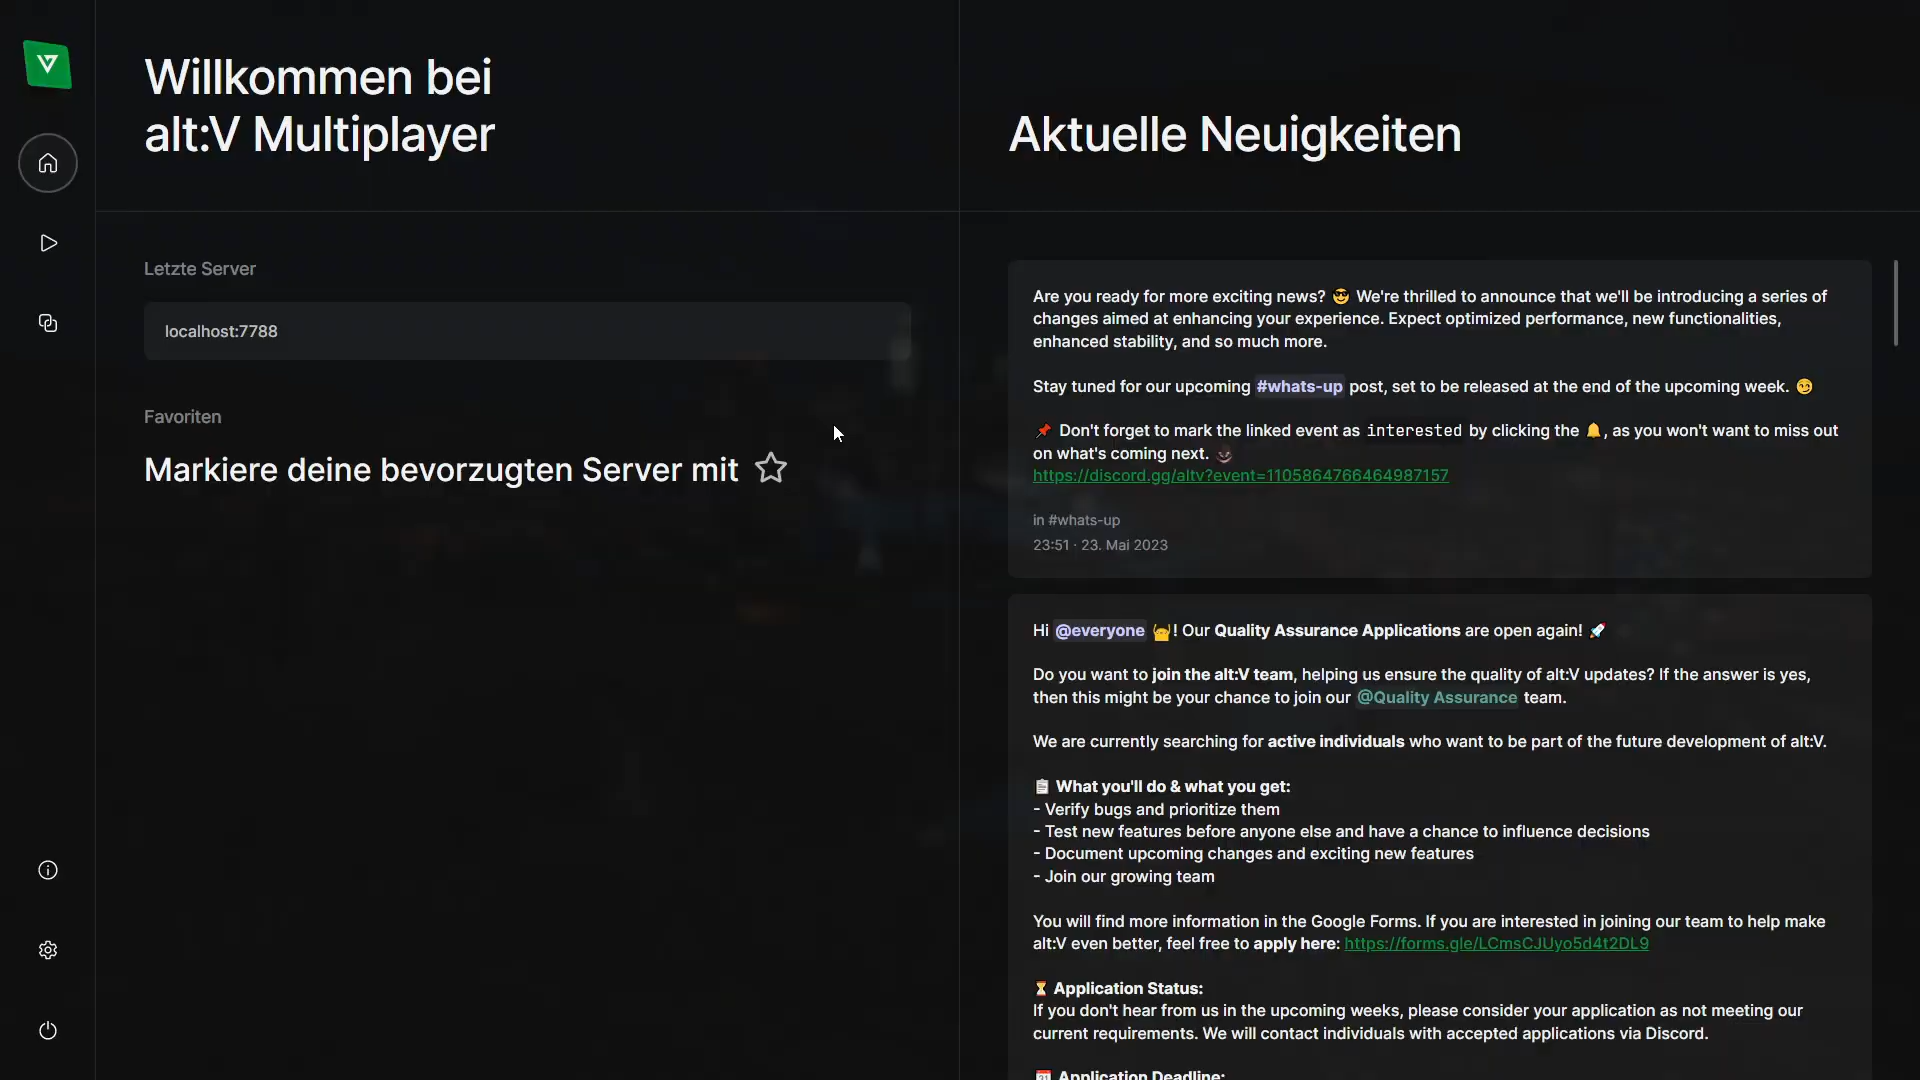 Willkommen bei
alt:V Multiplayer
Letzte Server
localhost:7788
Favoriten
Markiere deine bevorzugten Server mit
Aktuelle Neuigkeiten
Are you ready for more exciting news? 😎 We're thrilled to announce that we'll be introducing a series of
changes aimed at enhancing your experience. Expect optimized performance, new functionalities,
enhanced stability, and so much more.
Stay tuned for our upcoming #whats-up post, set to be released at the end of the upcoming week. 😏
📌 Don't forget to mark the linked event as interested by clicking the 🔔, as you won't want to miss out
on what's coming next. 😈
https://discord.gg/altv?event=1105864766464987157
in #whats-up
23:51 · 23. Mai 2023
Hi @everyone 🙋! Our Quality Assurance Applications are open again! 🚀
Do you want to join the alt:V team, helping us ensure the quality of alt:V updates? If the answer is yes,
then this might be your chance to join our @Quality Assurance team.
We are currently searching for active individuals who want to be part of the future development of alt:V.
📋 What you'll do & what you get:
- Verify bugs and prioritize them
- Test new features before anyone else and have a chance to influence decisions
- Document upcoming changes and exciting new features
- Join our growing team
You will find more information in the Google Forms. If you are interested in joining our team to help make
alt:V even better, feel free to apply here: https://forms.gle/LCmsCJUyo5d4t2DL9
⏳ Application Status:
If you don't hear from us in the upcoming weeks, please consider your application as not meeting our
current requirements. We will contact individuals with accepted applications via Discord.
📅 Application Deadline: